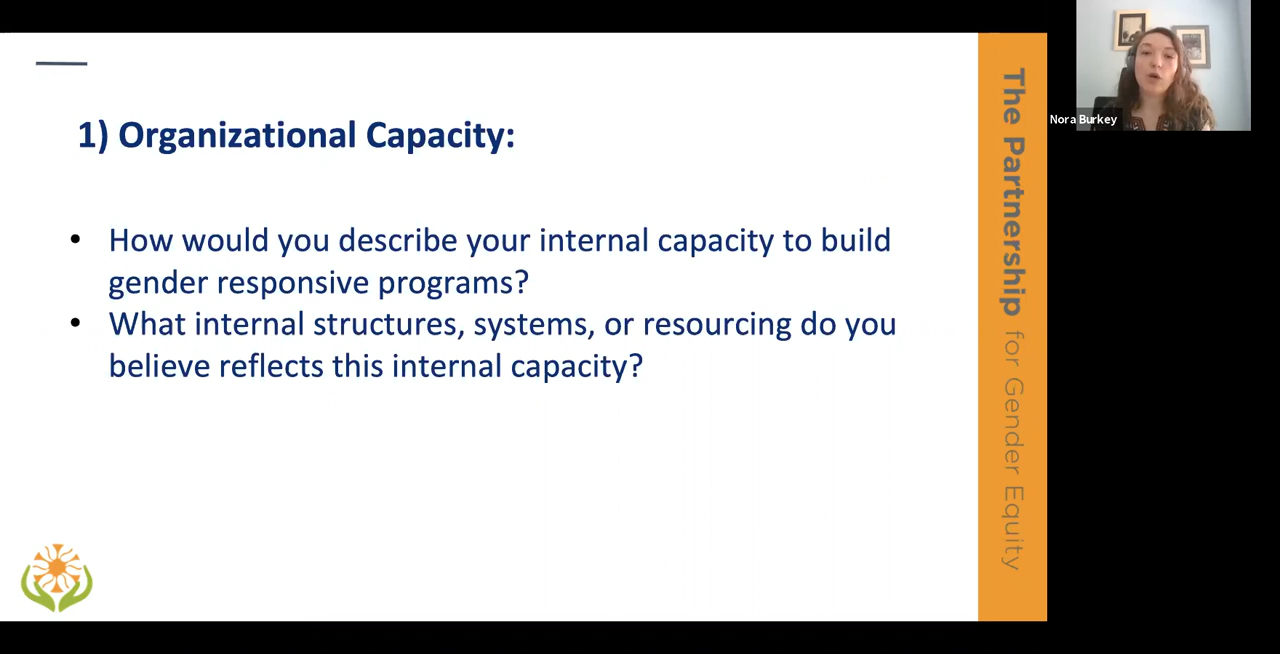 1) Organizational Capacity:
• How would you describe your internal capacity to build
gender responsive programs?
• What internal structures, systems, or resourcing do you
believe reflects this internal capacity?
The Partnership for Gender Equity
Nora Burkey